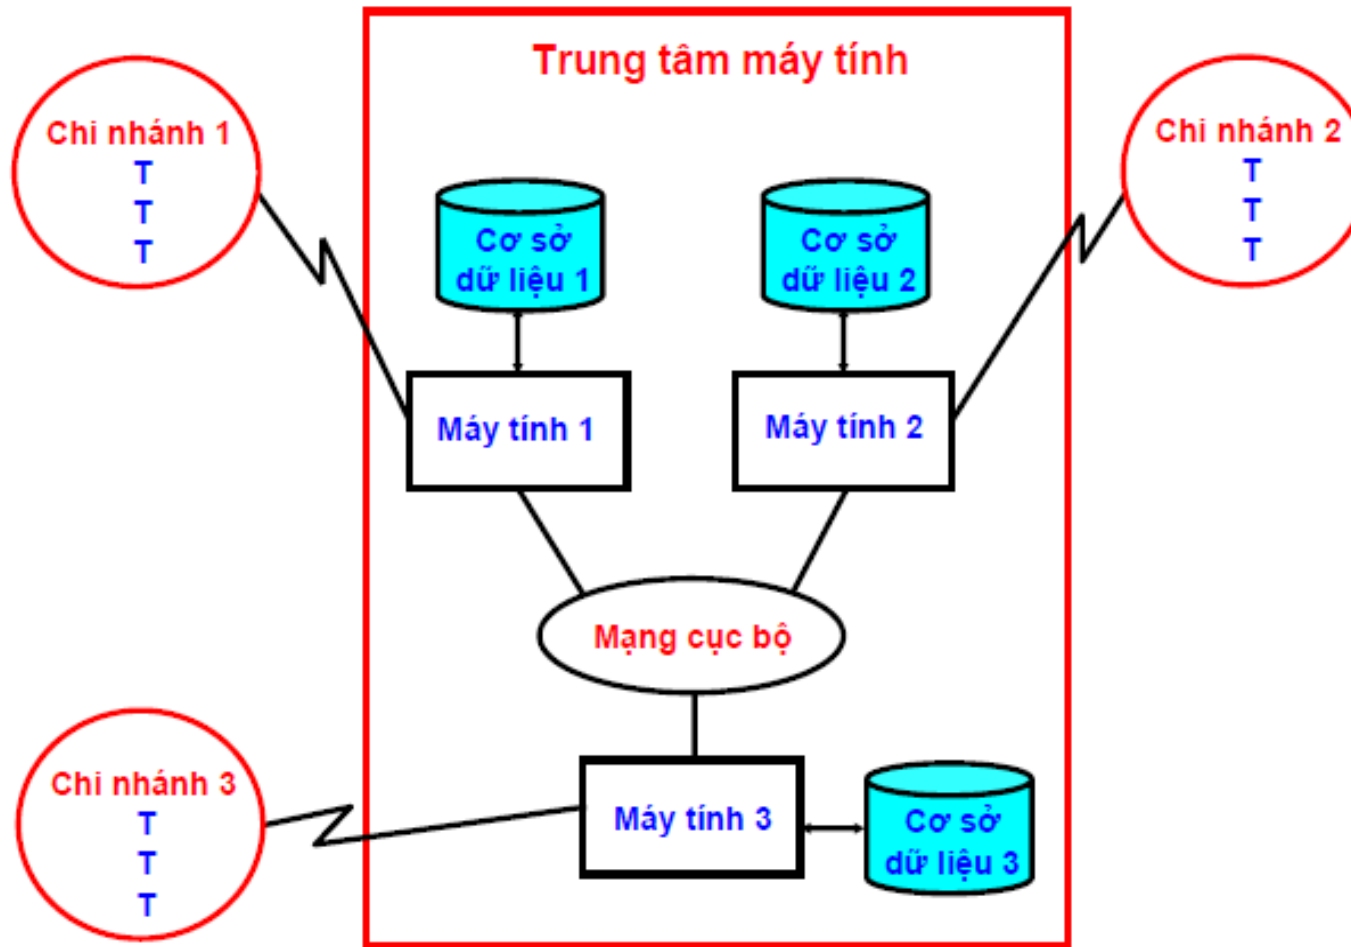 Trung tâm máy tính
Chi nhánh 1
T
T
T
Chi nhánh 2
T
T
T
Cơ sở
dữ liệu 1
Cơ sở
dữ liệu 2
Máy tính 1
Máy tính 2
Mạng cục bộ
Chi nhánh 3
T
T
T
Máy tính 3
Cơ sở
dữ liệu 3